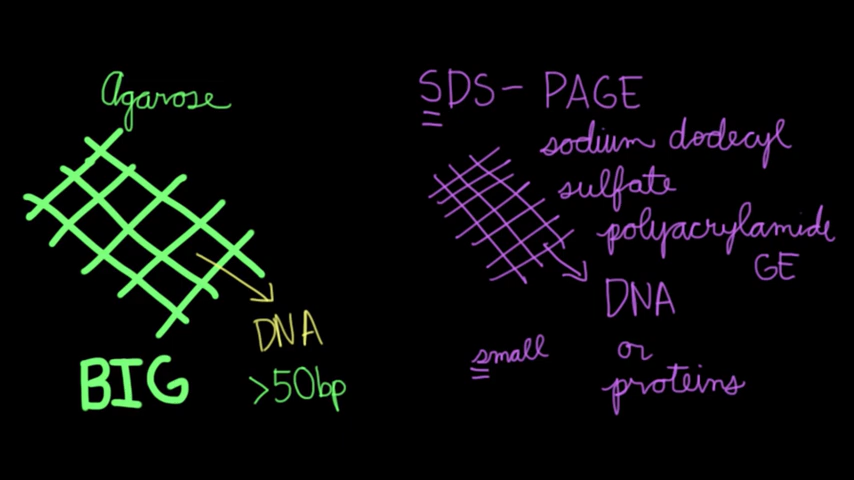 Agarose
DNA
>50bp
BIG
SDS- PAGE
sodium dodecyl
sulfate
polyacrylamide
GE
DNA
or
proteins
small